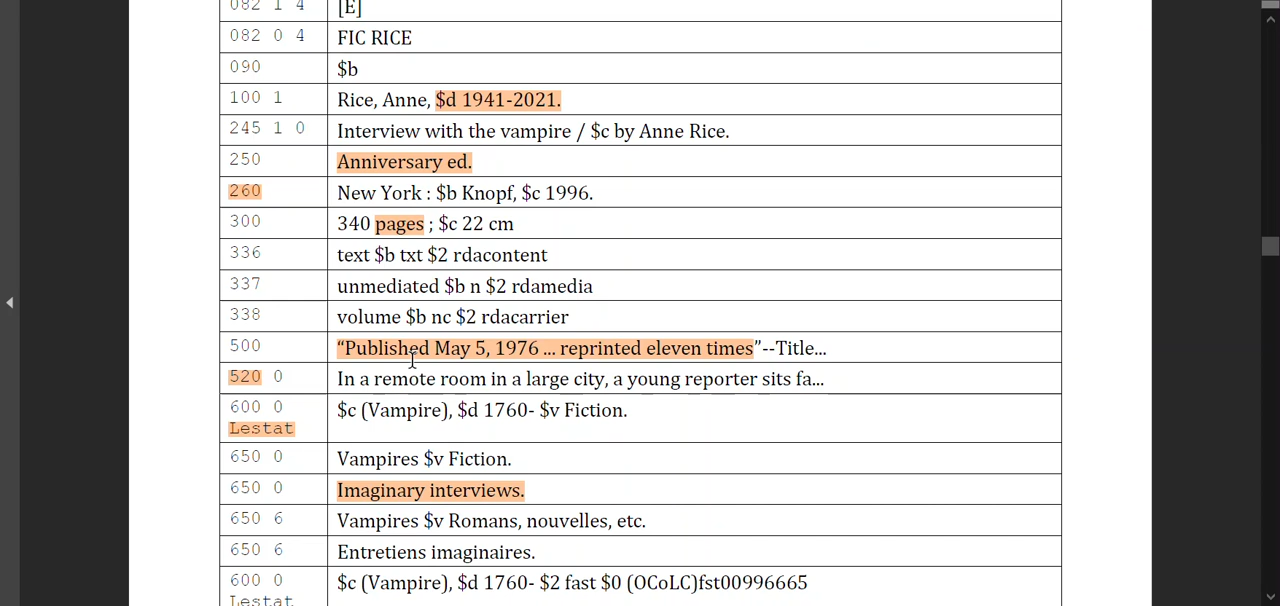 082 1 4 [E]
082 0 4 FIC RICE
090 $b
100 1 Rice, Anne, $d 1941-2021.
245 1 0 Interview with the vampire / $c by Anne Rice.
250 Anniversary ed.
260 New York : $b Knopf, $c 1996.
300 340 pages ; $c 22 cm
336 text $b txt $2 rdacontent
337 unmediated $b n $2 rdamedia
338 volume $b nc $2 rdacarrier
500 “Published May 5, 1976 ... reprinted eleven times”--Title...
520 0 In a remote room in a large city, a young reporter sits fa...
600 0 $c (Vampire), $d 1760- $v Fiction.
Lestat
650 0 Vampires $v Fiction.
650 0 Imaginary interviews.
650 6 Vampires $v Romans, nouvelles, etc.
650 6 Entretiens imaginaires.
600 0 $c (Vampire), $d 1760- $2 fast $0 (OCoLC)fst00996665
Lestat